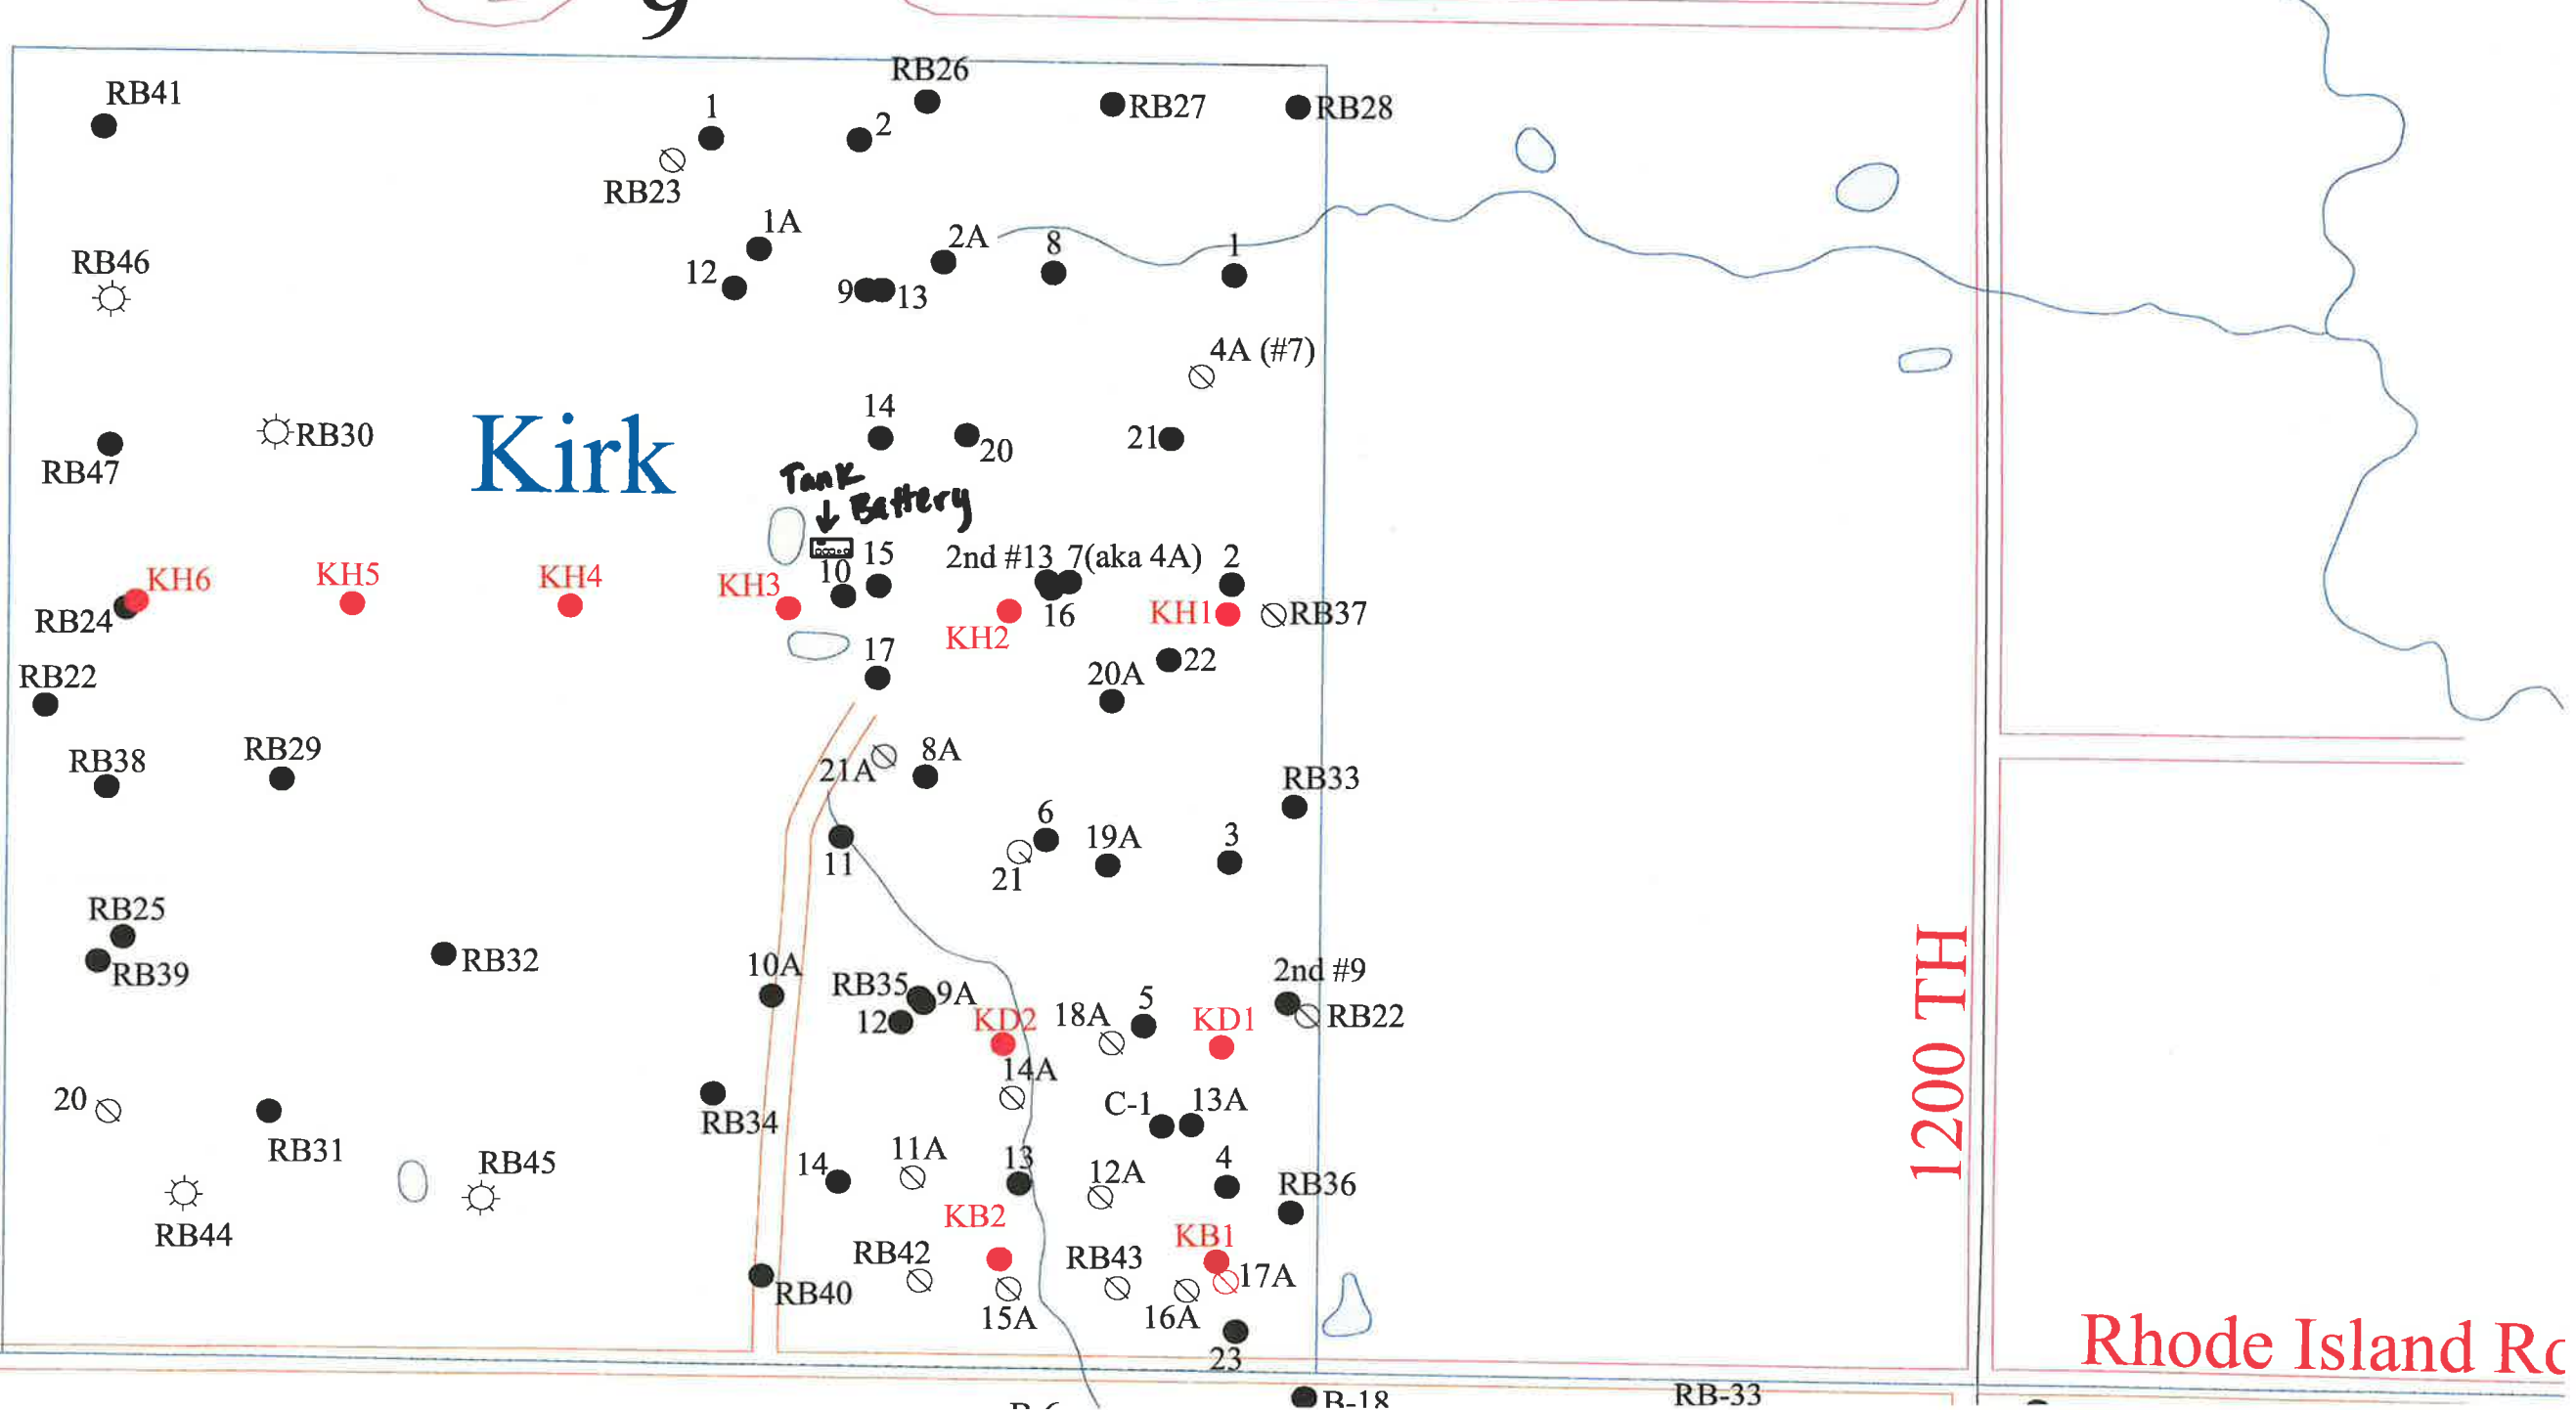 9
RB41
RB26
RB27
RB28
1
2
RB23
1A
2A
8
1
RB46
12
9
13
4A (#7)
14
20
21
RB30
RB47
Kirk
Tank
Battery
15
2nd #13
7(aka 4A)
2
10
KH6
KH5
KH4
KH3
KH2
16
KH1
RB37
RB24
17
22
20A
RB22
RB38
RB29
21A
8A
RB33
6
19A
3
11
21
RB25
RB39
RB32
10A
RB35
9A
12
KD2
18A
5
KD1
2nd #9
RB22
14A
20
RB31
RB34
C-1
13A
14
11A
13
12A
4
RB36
RB45
RB44
KB2
KB1
RB42
RB43
17A
RB40
15A
16A
23
1200 TH
Rhode Island
B-18
RB-33